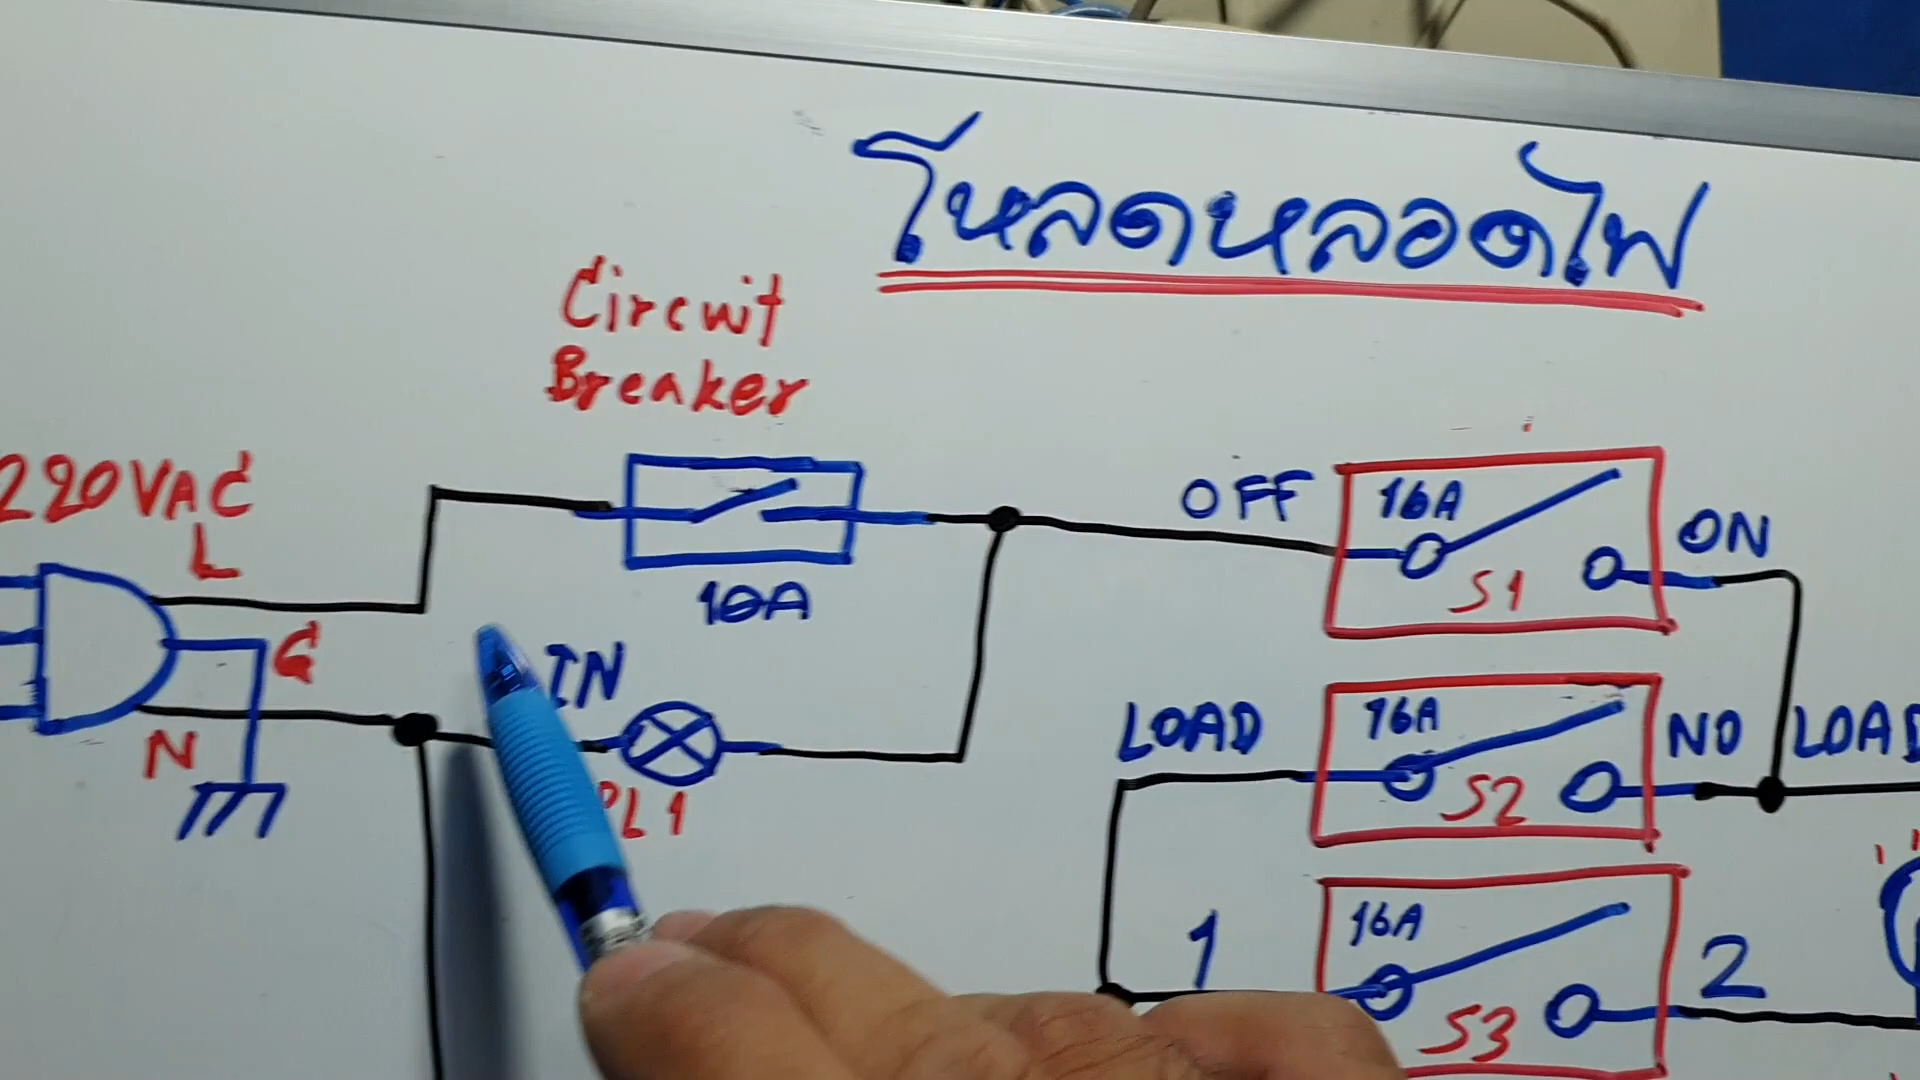 โหลดหลอดไฟ
Circuit
Breaker
220VAC
L
10A
OFF
16A
ON
S1
G
IN
N
PL1
LOAD
16A
NO
LOAD
S2
1
16A
2
S3